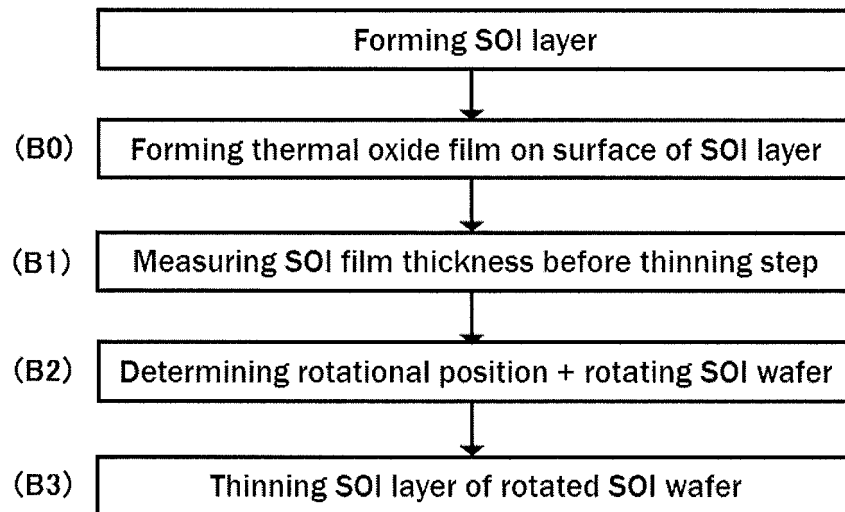 Forming SOI layer
(B0) Forming thermal oxide film on surface of SOI layer
(B1) Measuring SOI film thickness before thinning step
(B2) Determining rotational position + rotating SOI wafer
(B3) Thinning SOI layer of rotated SOI wafer